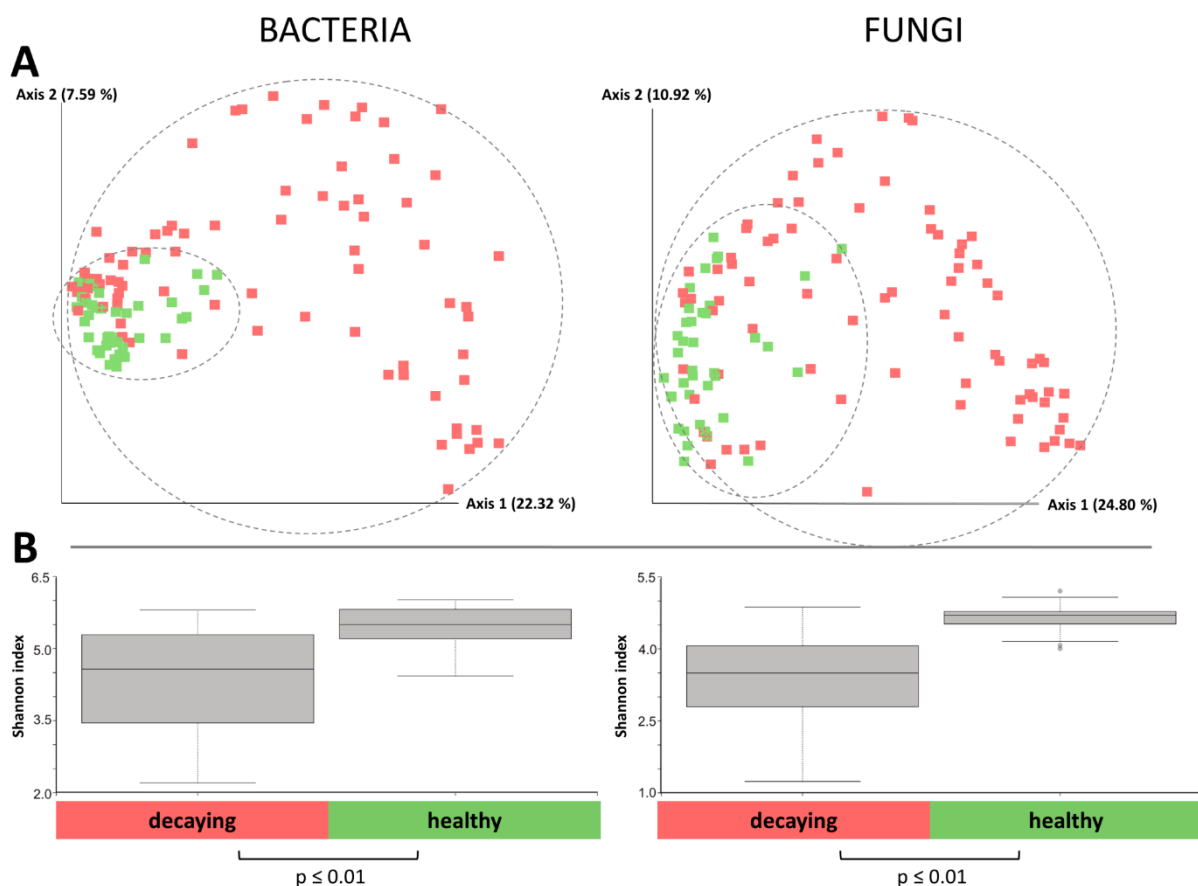 BACTERIA
FUNGI
A
Axis 2 (7.59 %)
Axis 2 (10.92 %)
Axis 1 (22.32 %)
Axis 1 (24.80 %)
B
6.5
5.0
3.5
2.0
Shannon index
5.5
4.0
2.5
1.0
Shannon index
decaying
healthy
decaying
healthy
p ≤ 0.01
p ≤ 0.01